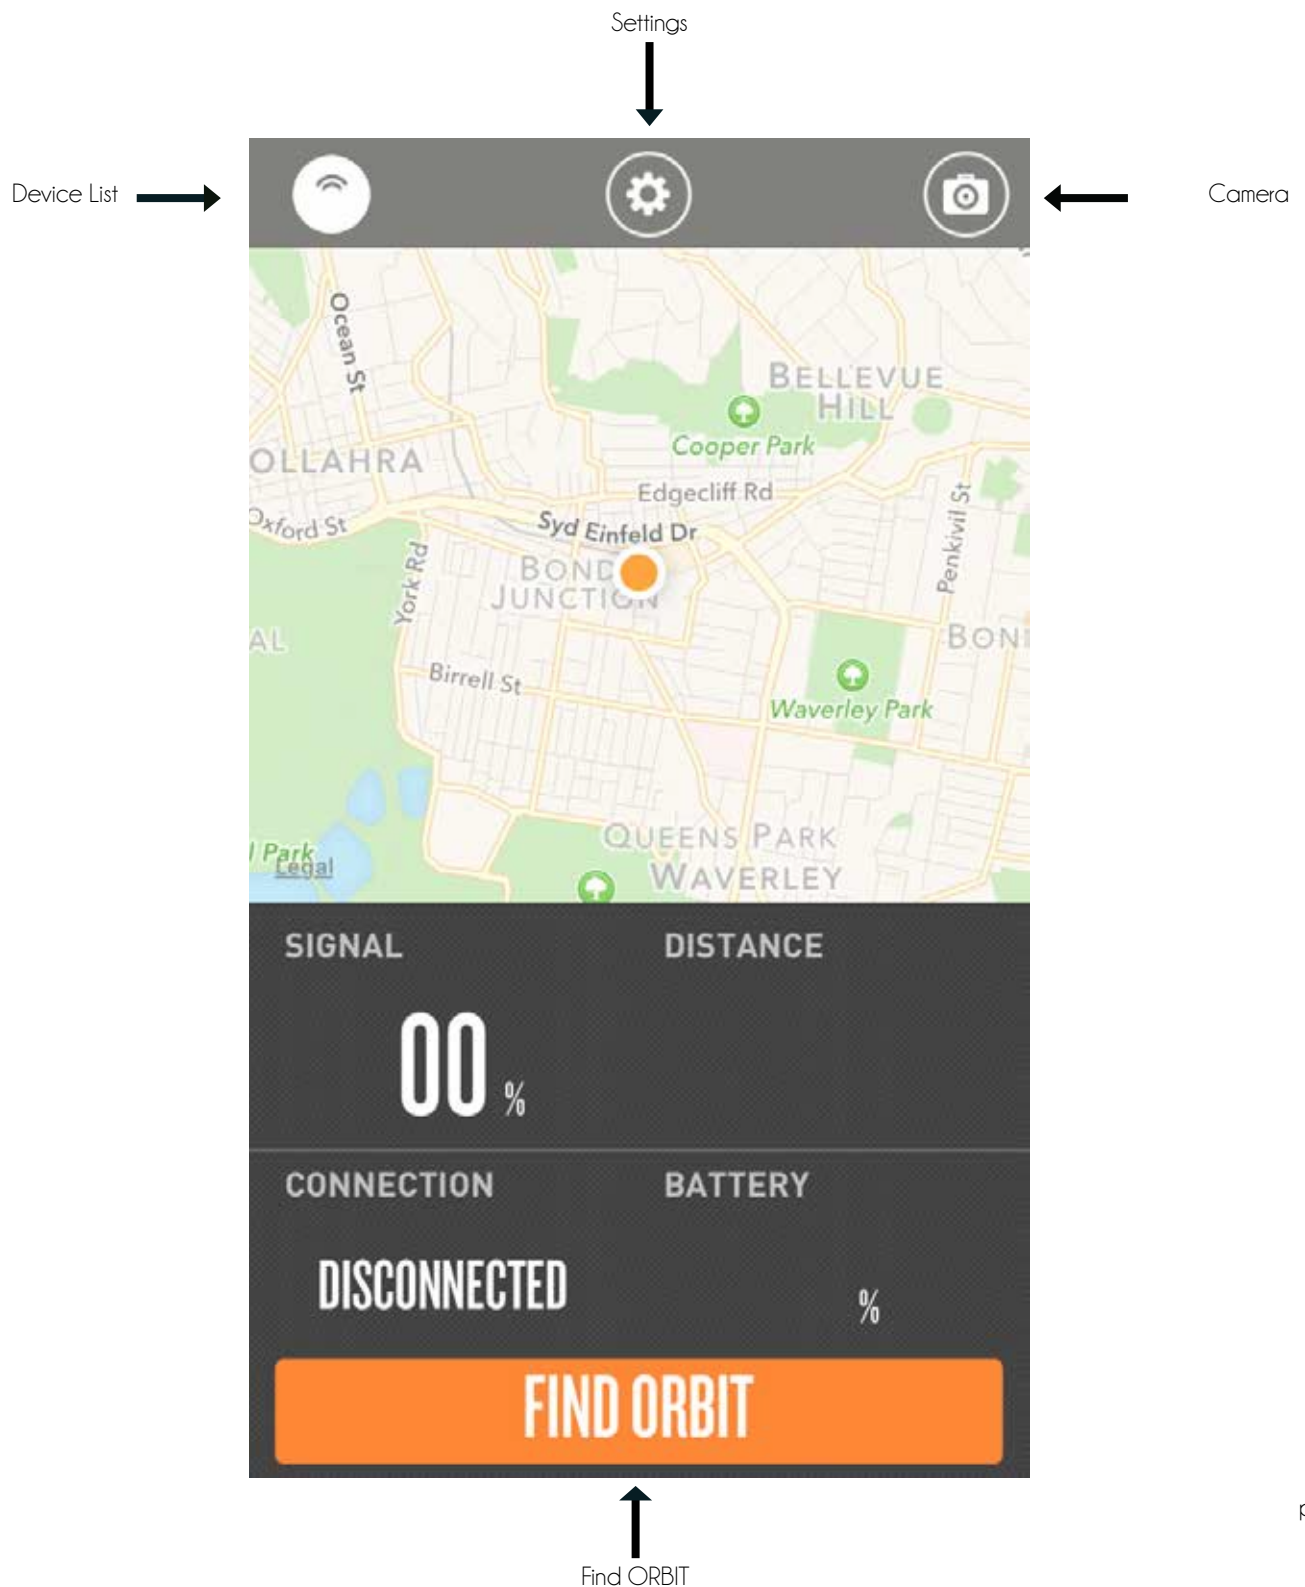 Settings
Device List
Camera
Ocean St
BELLEVUE
HILL
Cooper Park
OLLAHRA
Edgecliff Rd
Oxford St
Syd Einfeld Dr
Penkivil St
York Rd
BOND
JUNCTION
AL
BON
Birrell St
Waverley Park
QUEENS PARK
l Park
Legal
WAVERLEY
SIGNAL
DISTANCE
00 %
CONNECTION
BATTERY
DISCONNECTED
%
FIND ORBIT
p
Find ORBIT